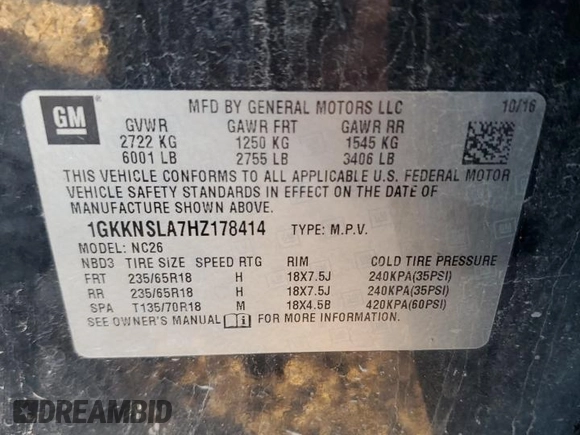 GM
MFD BY GENERAL MOTORS LLC 10/16
GVWR GAWR FRT GAWR RR
2722 KG 1250 KG 1545 KG
6001 LB 2755 LB 3406 LB
THIS VEHICLE CONFORMS TO ALL APPLICABLE U.S. FEDERAL MOTOR
VEHICLE SAFETY STANDARDS IN EFFECT ON THE DATE OF
MANUFACTURE SHOWN ABOVE.
1GKKNSLA7HZ178414 TYPE: M.P.V.
MODEL: NC26
NBD3 TIRE SIZE SPEED RTG RIM COLD TIRE PRESSURE
FRT 235/65R18 H 18X7.5J 240KPA(35PSI)
RR 235/65R18 H 18X7.5J 240KPA(35PSI)
SPA T135/70R18 M 18X4.5B 420KPA(60PSI)
SEE OWNER'S MANUAL i FOR MORE INFORMATION.
DREAMBID